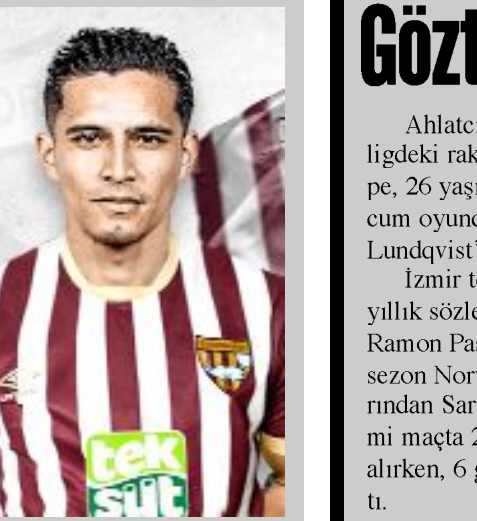 tek
süt
Gözt
Ahlatcı
ligdeki rak
pe, 26 yaşı
cum oyunc
Lundqvist’
İzmir t
yıllık sözle
Ramon Pas
sezon Norv
rından Sar
mi maçta 2
alırken, 6 g
tı.